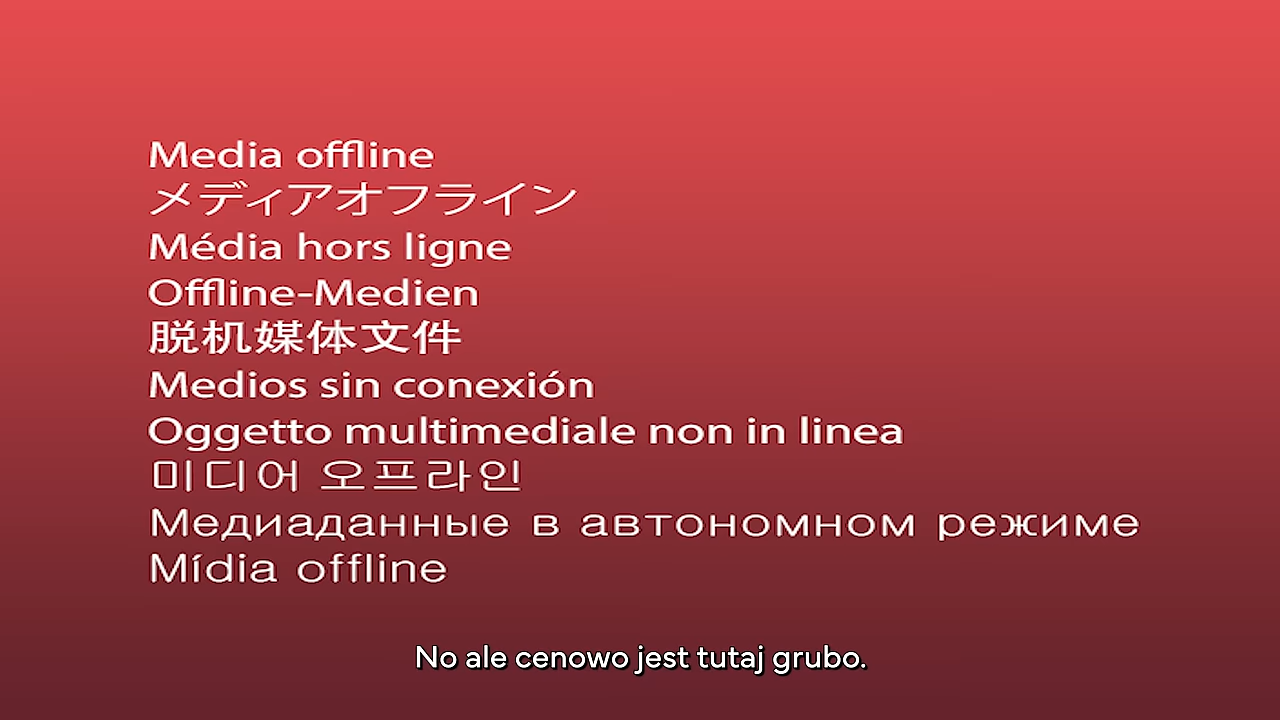 Media offline
メディアオフライン
Média hors ligne
Offline-Medien
脱机媒体文件
Medios sin conexión
Oggetto multimediale non in linea
미디어 오프라인
Медиаданные в автономном режиме
Mídia offline
No ale cenowo jest tutaj grubo.